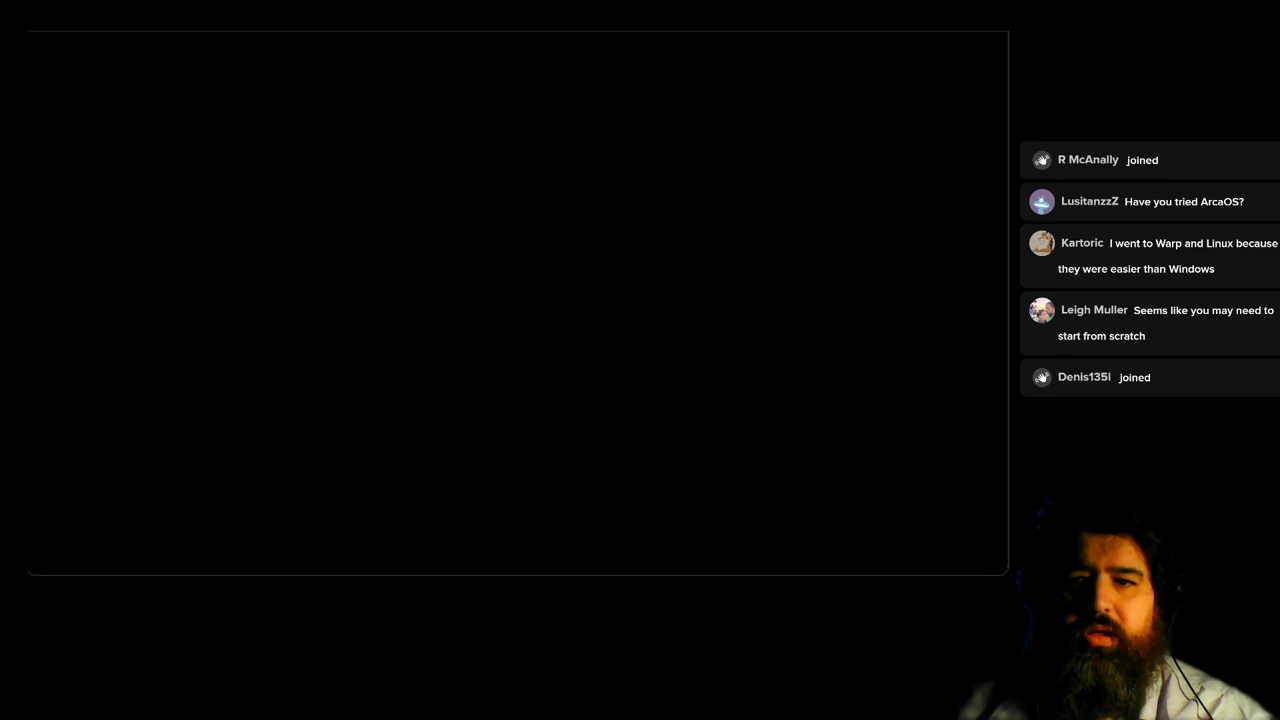 R McAnally joined
LusitanzzZ Have you tried ArcaOS?
Kartoric I went to Warp and Linux because
they were easier than Windows
Leigh Muller Seems like you may need to
start from scratch
Denis135i joined